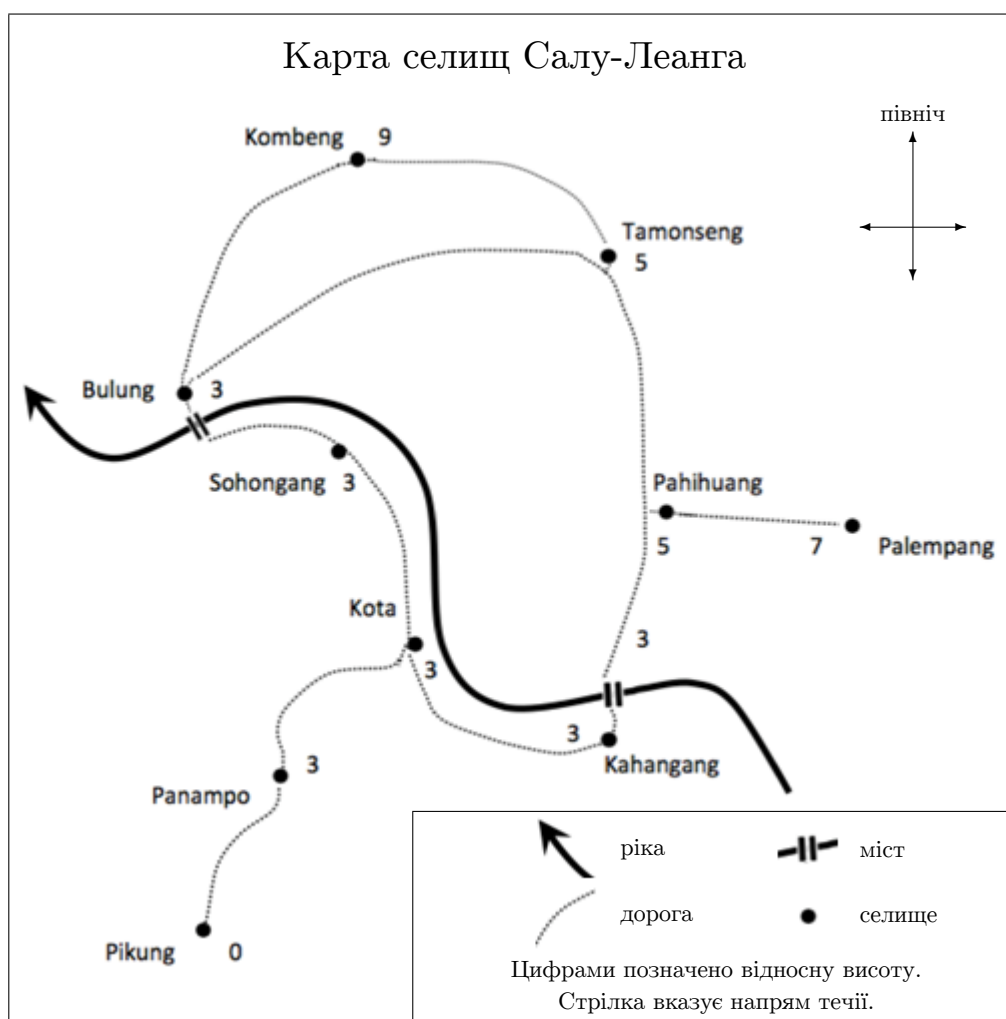 Карта селищ Салу-Леанга
північ
Kombeng 9
Tamonseng
5
Bulung 3
Sohongang 3
Pahihuang
5
7 Palempang
Kota
3
3
3
Kahangang
3
Panampo
Pikung 0
ріка
міст
дорога
селище
Цифрами позначено відносну висоту.
Стрілка вказує напрям течії.